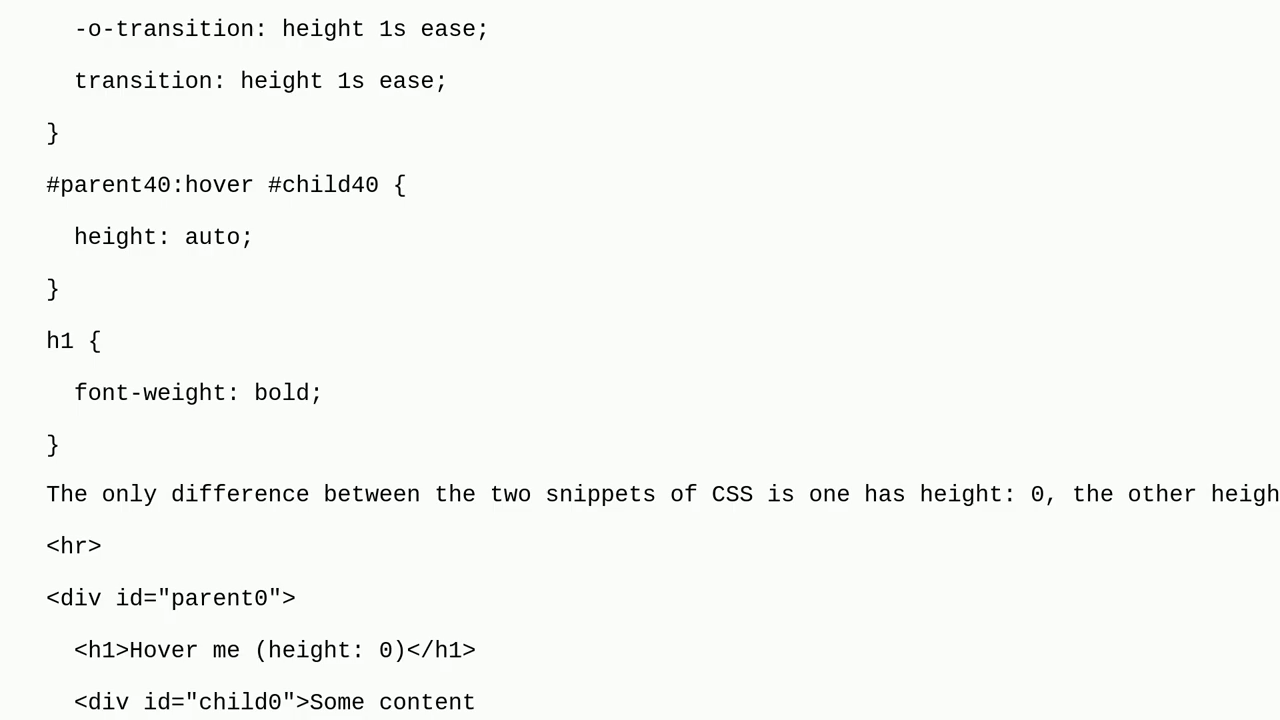 -o-transition: height 1s ease;
transition: height 1s ease;
}
#parent40:hover #child40 {
height: auto;
}
h1 {
font-weight: bold;
}
The only difference between the two snippets of CSS is one has height: 0, the other heigh
<hr>
<div id="parent0">
<h1>Hover me (height: 0)</h1>
<div id="child0">Some content